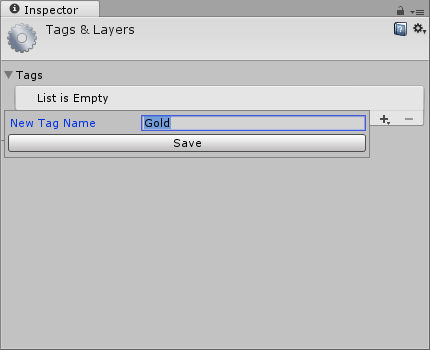 Inspector
Tags & Layers
Tags
List is Empty
New Tag Name Gold
Save